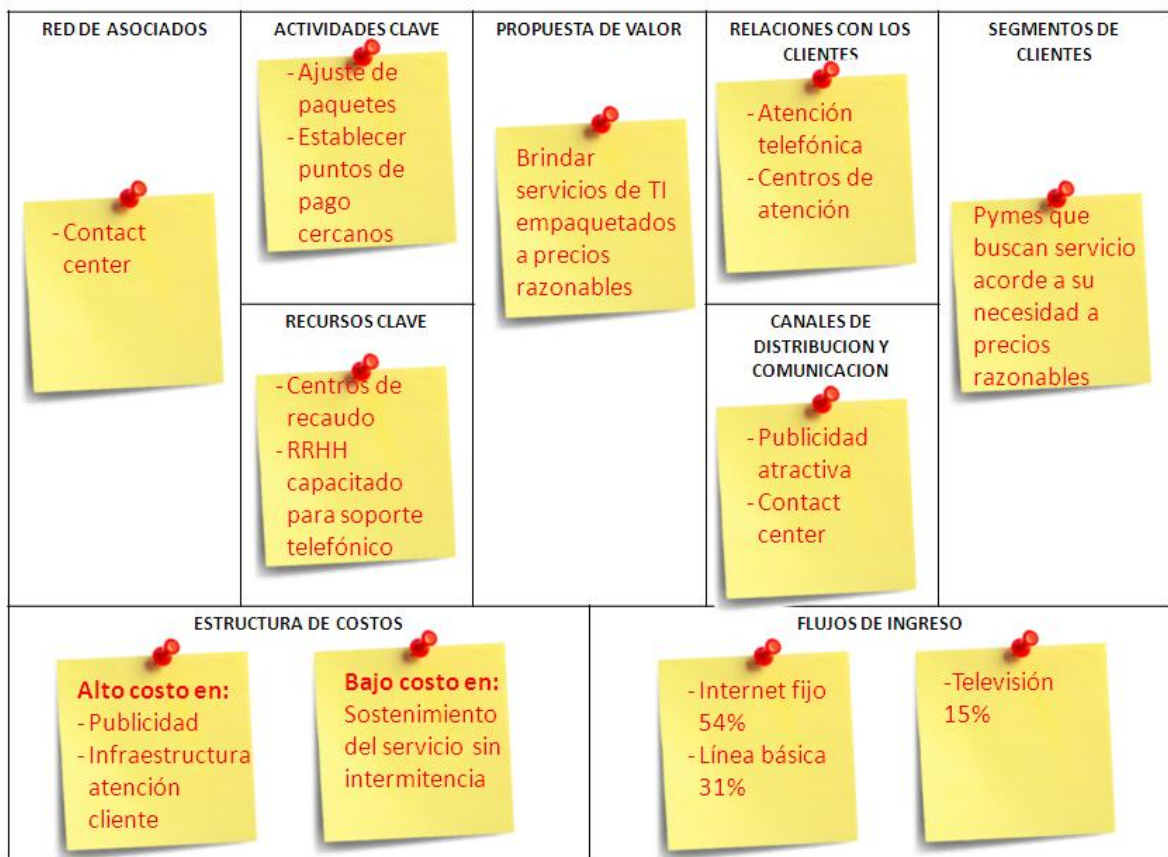 RED DE ASOCIADOS
- Contact
center
ACTIVIDADES CLAVE
- Ajuste de
paquetes
- Establecer
puntos de
pago
cercanos
RECURSOS CLAVE
- Centros de
recaudo
- RRHH
capacitado
para soporte
telefónico
PROPUESTA DE VALOR
Brindar
servicios de TI
empaquetados
a precios
razonables
RELACIONES CON LOS
CLIENTES
- Atención
telefónica
- Centros de
atención
CANALES DE
DISTRIBUCION Y
COMUNICACION
- Publicidad
atractiva
- Contact
center
SEGMENTOS DE
CLIENTES
Pymes que
buscan servicio
acorde a su
necesidad a
precios
razonables
ESTRUCTURA DE COSTOS
Alto costo en:
- Publicidad
- Infraestructura
atención
cliente
Bajo costo en:
Sostenimiento
del servicio sin
intermitencia
FLUJOS DE INGRESO
- Internet fijo
54%
- Línea básica
31%
-Televisión
15%